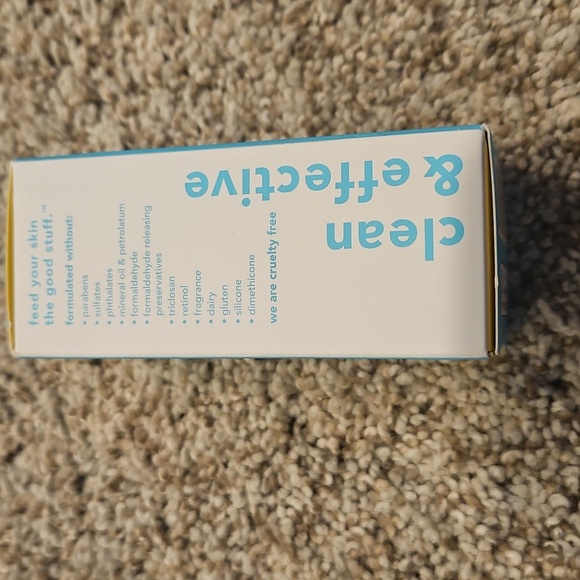 feed your skin
the good stuff.™
formulated without:
• parabens
• sulfates
• phthalates
• mineral oil & petrolatum
• formaldehyde
• formaldehyde releasing
preservatives
• triclosan
• retinol
• fragrance
• dairy
• gluten
• silicone
• dimethicone
we are cruelty free
clean
& effective